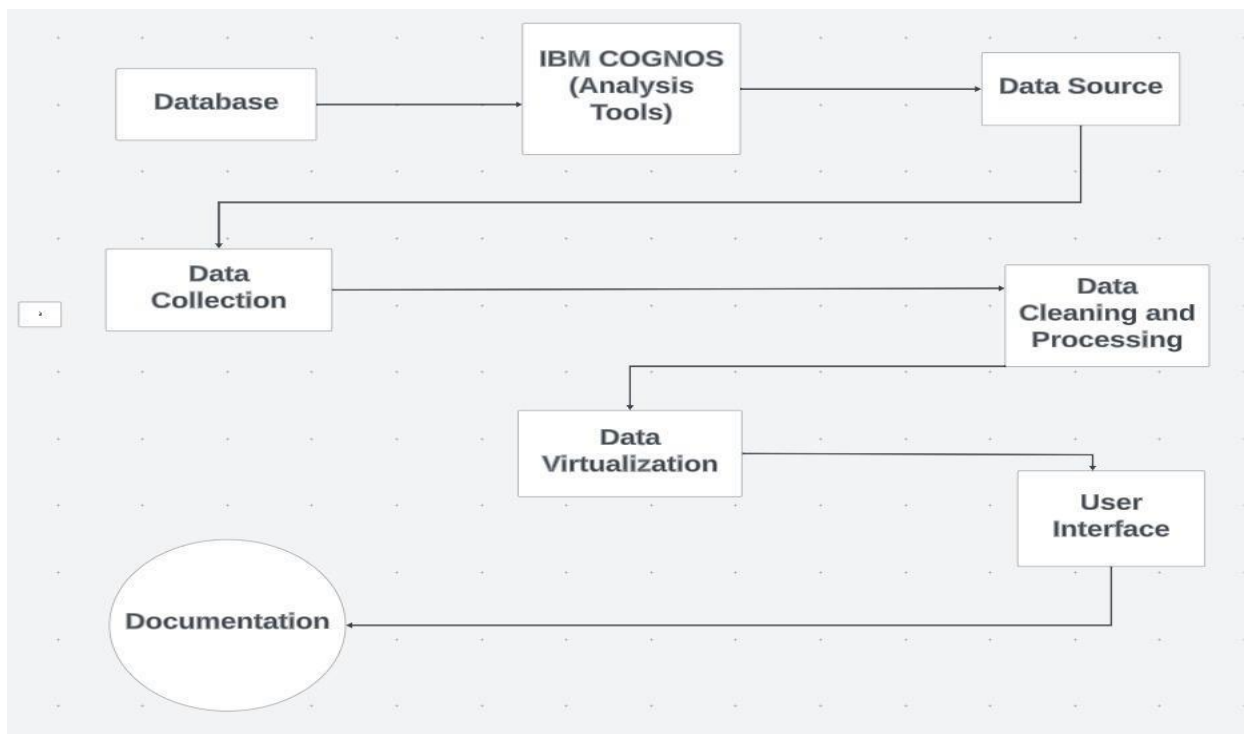 Database
IBM COGNOS
(Analysis
Tools)
Data Source
Data
Collection
Data
Cleaning and
Processing
Data
Virtualization
User
Interface
Documentation